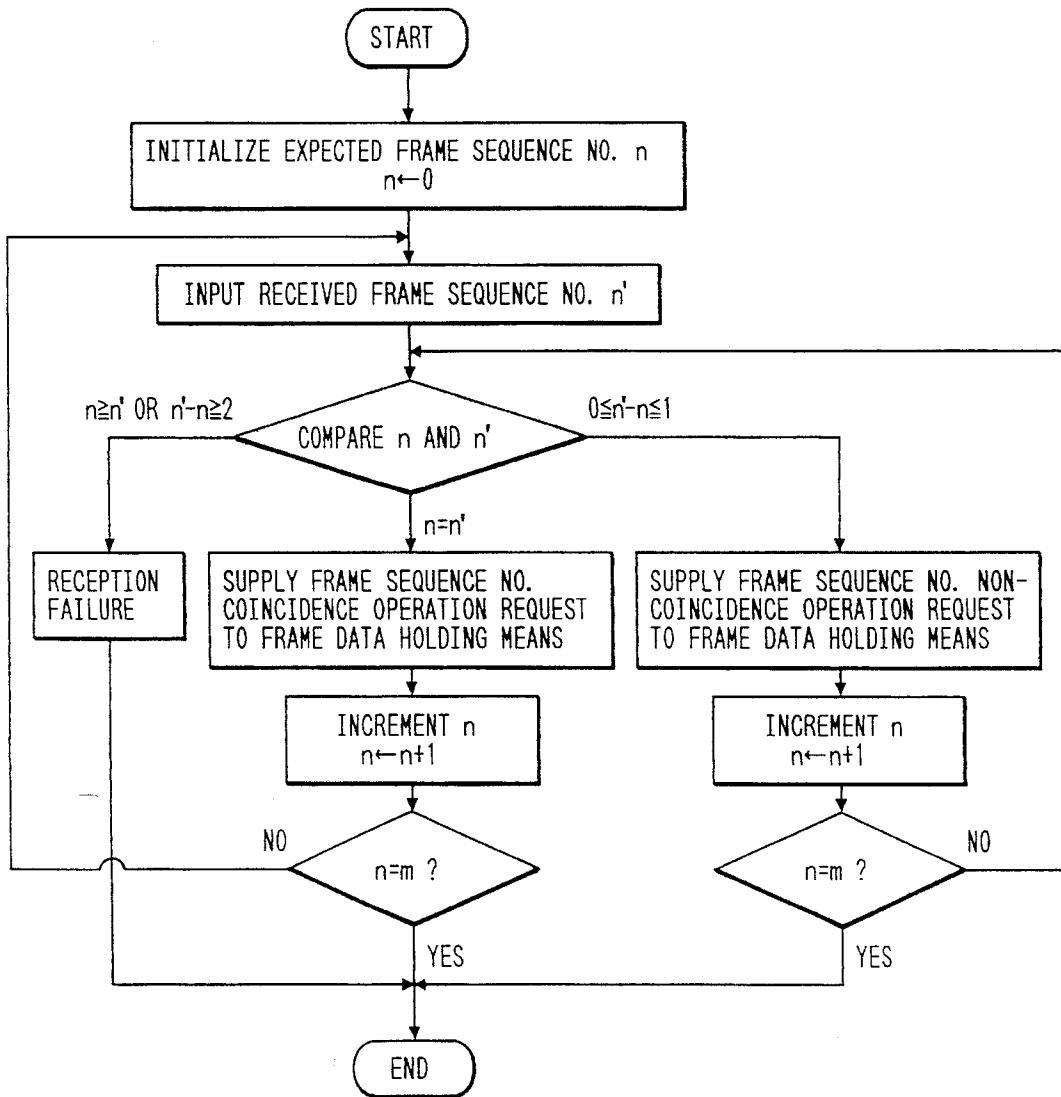 START
INITIALIZE EXPECTED FRAME SEQUENCE NO. n
n←0
INPUT RECEIVED FRAME SEQUENCE NO. n'
n≧n' OR n'-n≧2
0≦n'-n≦1
COMPARE n AND n'
n=n'
RECEPTION
FAILURE
SUPPLY FRAME SEQUENCE NO.
COINCIDENCE OPERATION REQUEST
TO FRAME DATA HOLDING MEANS
SUPPLY FRAME SEQUENCE NO. NON-
COINCIDENCE OPERATION REQUEST
TO FRAME DATA HOLDING MEANS
INCREMENT n
n←n+1
INCREMENT n
n←n+1
NO
n=m ?
YES
n=m ?
NO
YES
END